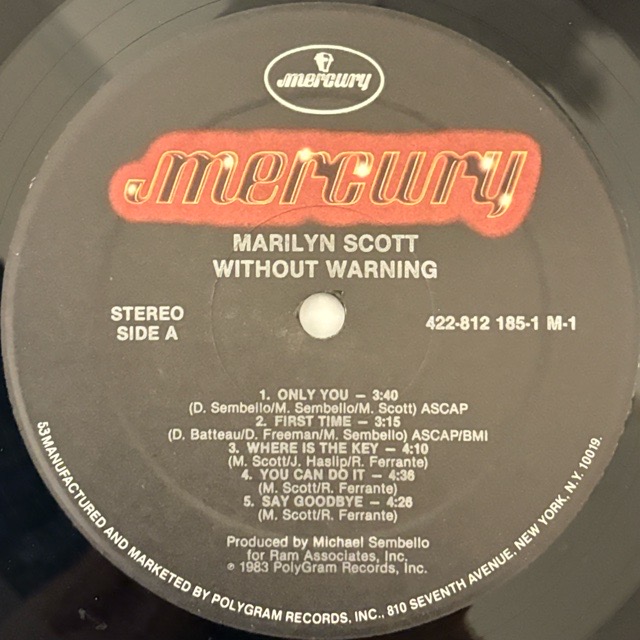 mercury
mercury
MARILYN SCOTT
WITHOUT WARNING
STEREO
SIDE A
422-812 185-1 M-1
1. ONLY YOU — 3:40
(D. Sembello/M. Sembello/M. Scott) ASCAP
2. FIRST TIME — 3:15
(D. Batteau/D. Freeman/M. Sembello) ASCAP/BMI
3. WHERE IS THE KEY — 4:10
(M. Scott/J. Haslip/R. Ferrante)
4. YOU CAN DO IT — 4:36
(M. Scott/R. Ferrante)
5. SAY GOODBYE — 4:26
(M. Scott/R. Ferrante)
Produced by Michael Sembello
for Ram Associates, Inc.
℗ 1983 PolyGram Records, Inc.
53 MANUFACTURED AND MARKETED BY POLYGRAM RECORDS, INC., 810 SEVENTH AVENUE, NEW YORK, N.Y. 10019.